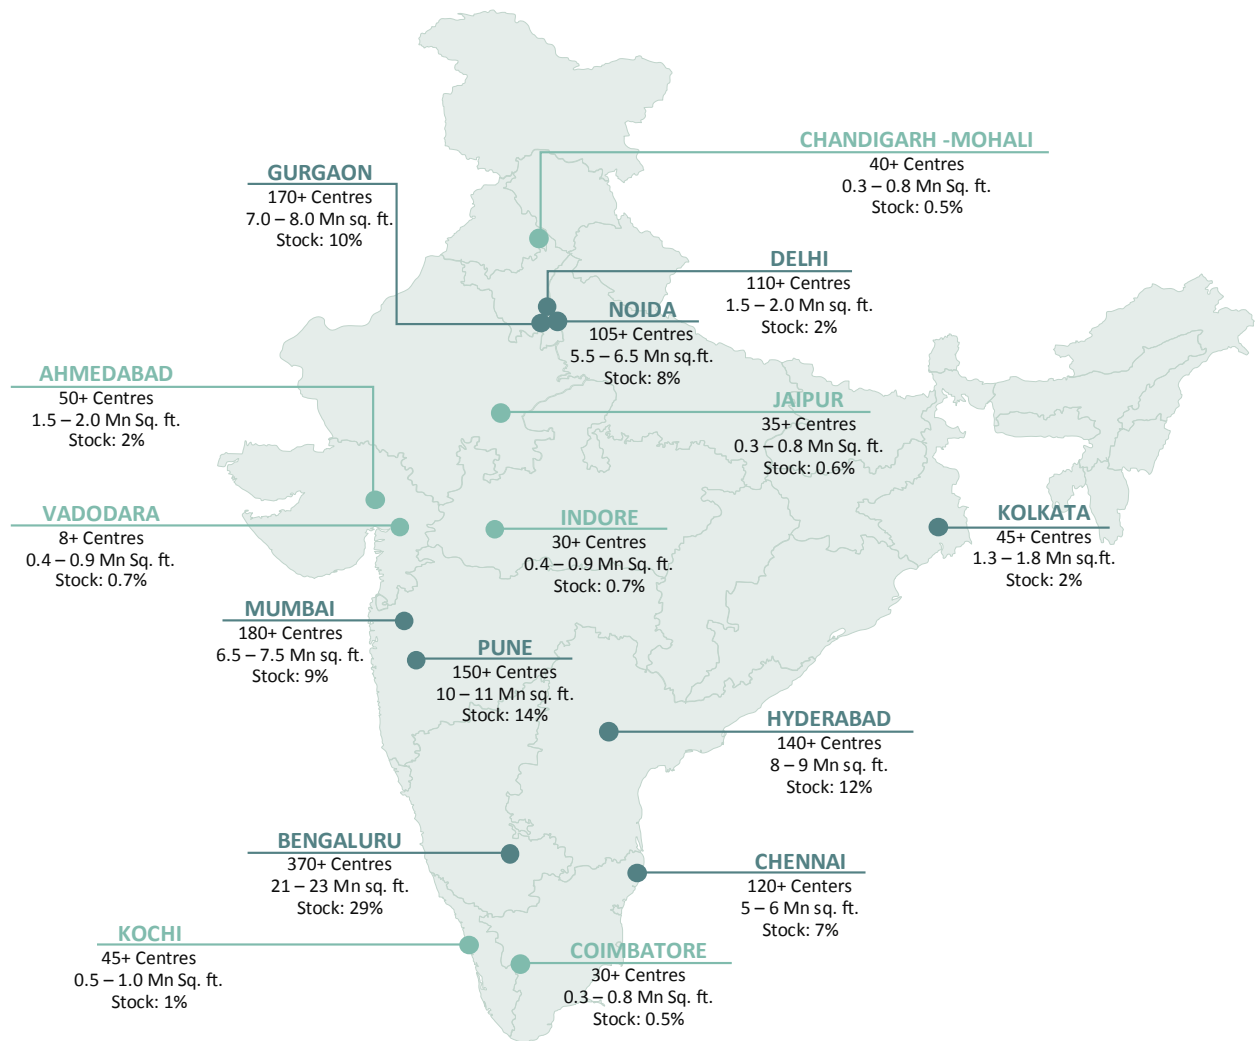 CHANDIGARH -MOHALI
40+ Centres
0.3 – 0.8 Mn Sq. ft.
Stock: 0.5%
GURGAON
170+ Centres
7.0 – 8.0 Mn sq. ft.
Stock: 10%
DELHI
110+ Centres
1.5 – 2.0 Mn sq. ft.
Stock: 2%
NOIDA
105+ Centres
5.5 – 6.5 Mn sq.ft.
Stock: 8%
AHMEDABAD
50+ Centres
1.5 – 2.0 Mn Sq. ft.
Stock: 2%
JAIPUR
35+ Centres
0.3 – 0.8 Mn Sq. ft.
Stock: 0.6%
VADODARA
8+ Centres
0.4 – 0.9 Mn Sq. ft.
Stock: 0.7%
INDORE
30+ Centres
0.4 – 0.9 Mn Sq. ft.
Stock: 0.7%
KOLKATA
45+ Centres
1.3 – 1.8 Mn sq.ft.
Stock: 2%
MUMBAI
180+ Centres
6.5 – 7.5 Mn sq. ft.
Stock: 9%
PUNE
150+ Centres
10 – 11 Mn sq. ft.
Stock: 14%
HYDERABAD
140+ Centres
8 – 9 Mn sq. ft.
Stock: 12%
BENGALURU
370+ Centres
21 – 23 Mn sq. ft.
Stock: 29%
CHENNAI
120+ Centers
5 – 6 Mn sq. ft.
Stock: 7%
KOCHI
45+ Centres
0.5 – 1.0 Mn Sq. ft.
Stock: 1%
COIMBATORE
30+ Centres
0.3 – 0.8 Mn Sq. ft.
Stock: 0.5%